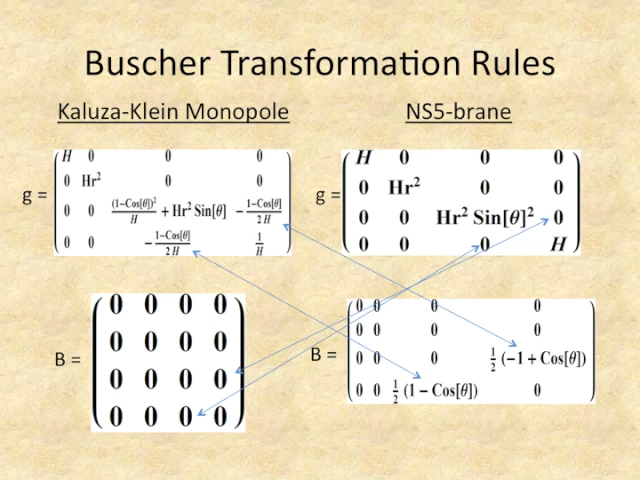 Buscher Transformation Rules
Kaluza-Klein Monopole
NS5-brane
g =
H 0 0 0
0 Hr² 0 0
0 0 (1-Cos[θ])²/H + Hr² Sin[θ] -(1-Cos[θ])/(2 H)
0 0 -(1-Cos[θ])/(2 H) 1/H
g =
H 0 0 0
0 Hr² 0 0
0 0 Hr² Sin[θ]² 0
0 0 0 H
B =
0 0 0 0
0 0 0 0
0 0 0 0
0 0 0 0
B =
0 0 0 0
0 0 0 0
0 0 0 1/2 (-1 + Cos[θ])
0 0 1/2 (1 - Cos[θ]) 0